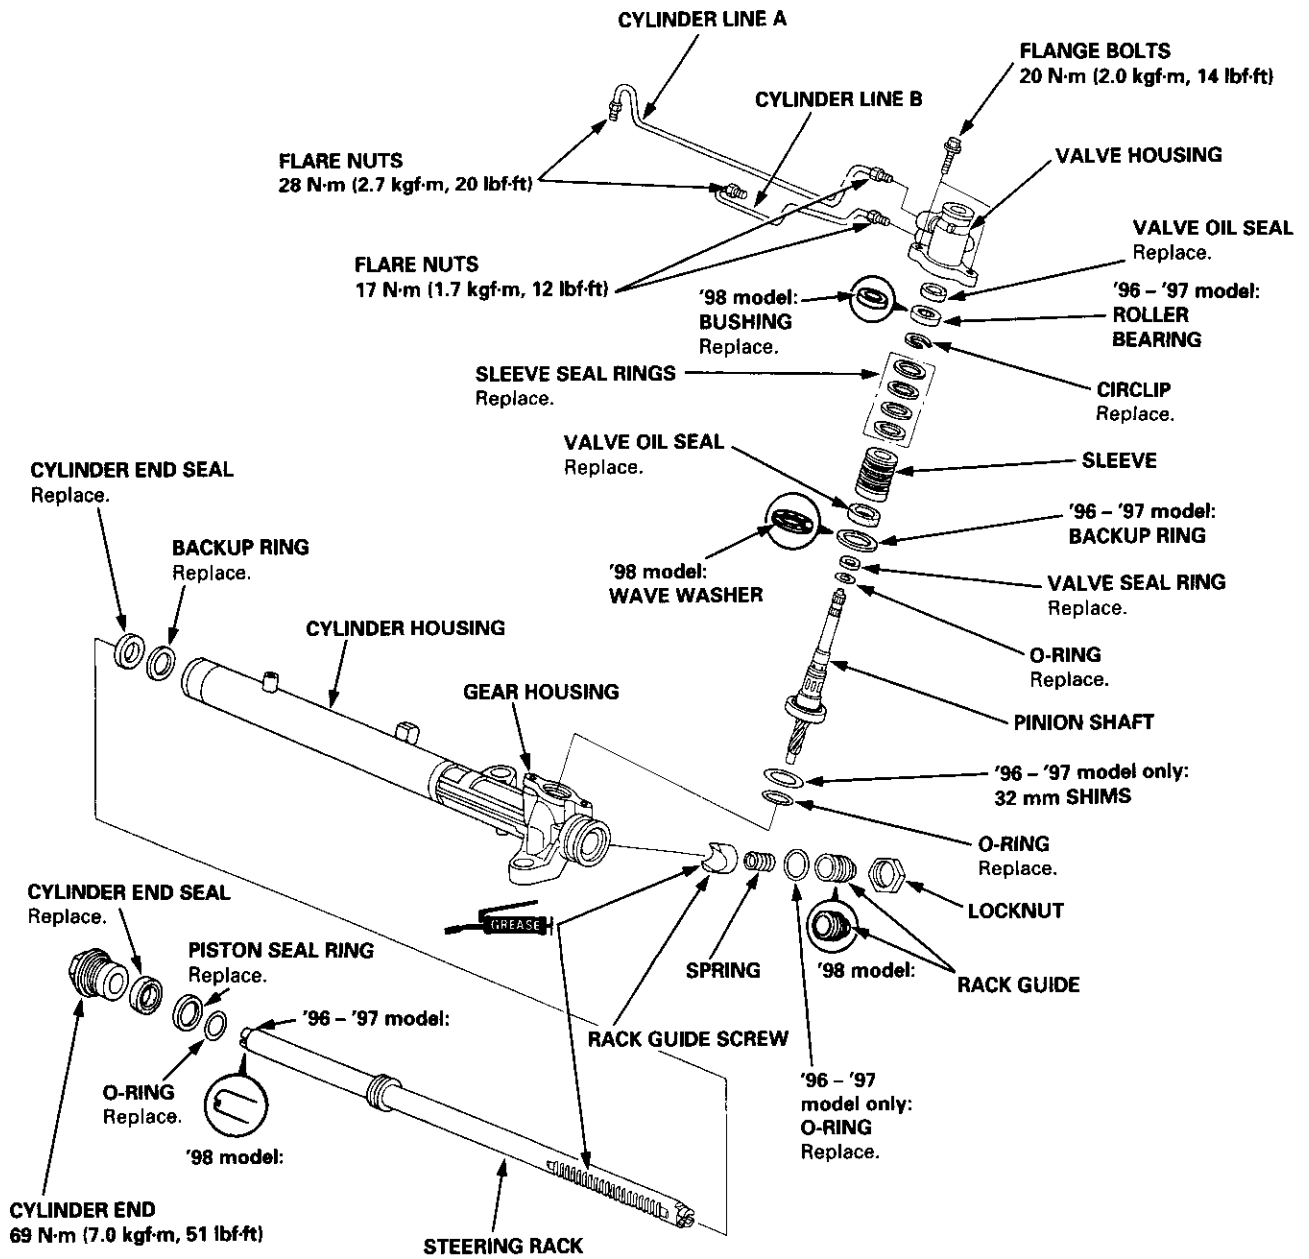 CYLINDER LINE A
FLANGE BOLTS
20 N·m (2.0 kgf·m, 14 lbf·ft)
CYLINDER LINE B
VALVE HOUSING
FLARE NUTS
28 N·m (2.7 kgf·m, 20 lbf·ft)
VALVE OIL SEAL
Replace.
FLARE NUTS
17 N·m (1.7 kgf·m, 12 lbf·ft)
'98 model:
BUSHING
Replace.
'96 – '97 model:
ROLLER
BEARING
SLEEVE SEAL RINGS
Replace.
CIRCLIP
Replace.
VALVE OIL SEAL
Replace.
SLEEVE
CYLINDER END SEAL
Replace.
'96 – '97 model:
BACKUP RING
BACKUP RING
Replace.
'98 model:
WAVE WASHER
VALVE SEAL RING
Replace.
CYLINDER HOUSING
O-RING
Replace.
GEAR HOUSING
PINION SHAFT
'96 – '97 model only:
32 mm SHIMS
O-RING
Replace.
CYLINDER END SEAL
Replace.
LOCKNUT
GREASE
PISTON SEAL RING
Replace.
SPRING
'98 model:
RACK GUIDE
'96 – '97 model:
RACK GUIDE SCREW
O-RING
Replace.
'96 – '97
model only:
O-RING
Replace.
'98 model:
CYLINDER END
69 N·m (7.0 kgf·m, 51 lbf·ft)
STEERING RACK